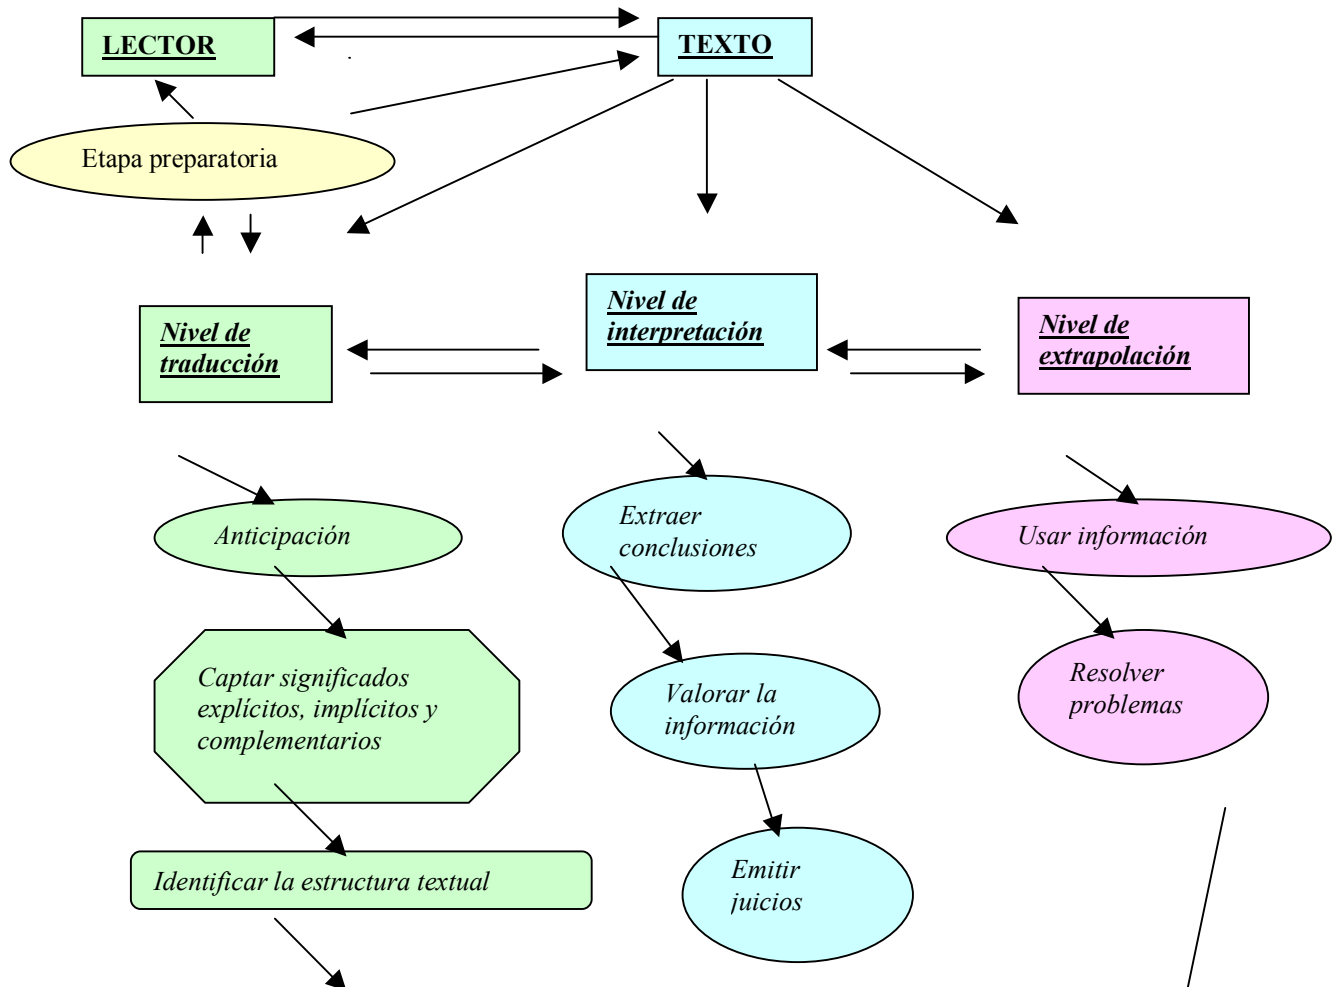 LECTOR
TEXTO
Etapa preparatoria
Nivel de
traducción
Nivel de
interpretación
Nivel de
extrapolación
Anticipación
Extraer
conclusiones
Usar información
Captar significados
explícitos, implícitos y
complementarios
Valorar la
información
Resolver
problemas
Identificar la estructura textual
Emitir
juicios